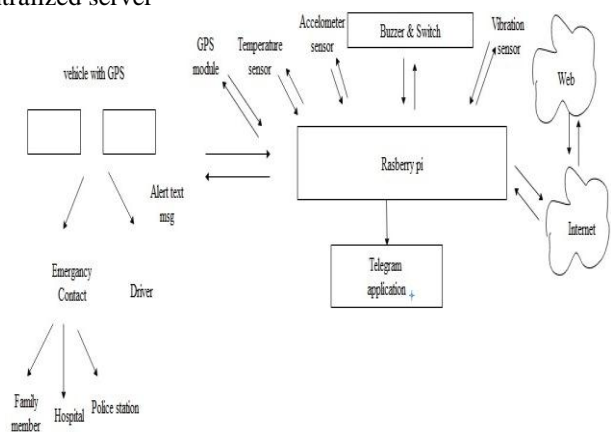 ntralized server
Accelometer
sensor
Buzzer & Switch
Vibration
sensor
GPS
module
Temperature
sensor
Web
vehicle with GPS
Rasberry pi
Alert text
msg
Internet
Telegram
application
Emergancy
Contact
Driver
Family
member
Hospital
Police station